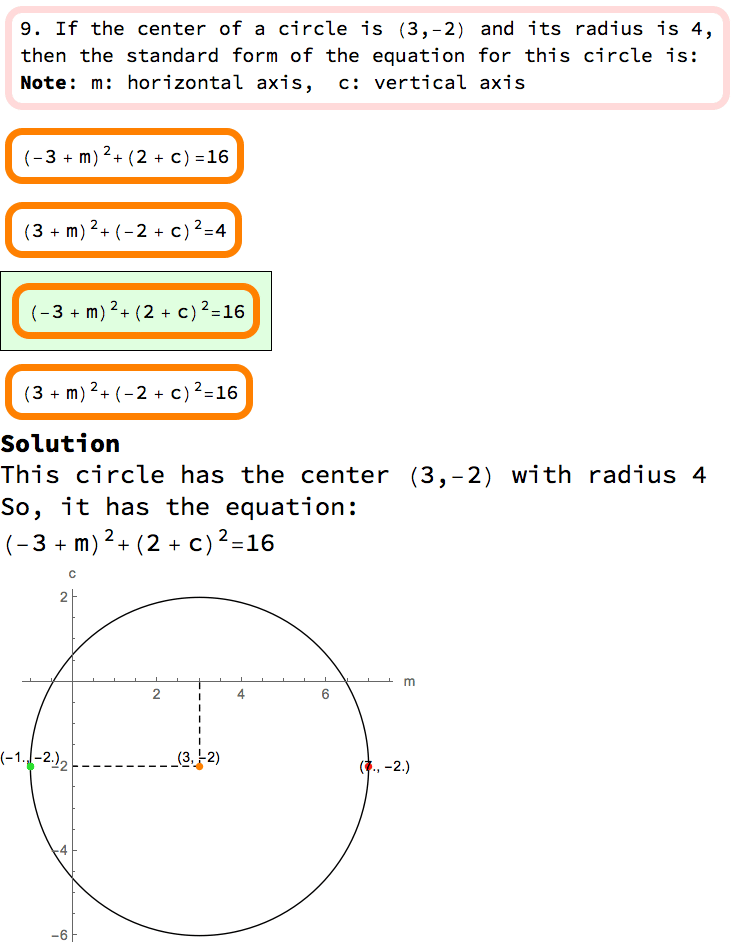 9. If the center of a circle is (3,-2) and its radius is 4,
then the standard form of the equation for this circle is:
Note: m: horizontal axis, c: vertical axis
(-3 + m)²+(2 + c)=16
(3 + m)²+(-2 + c)²=4
(-3 + m)²+(2 + c)²=16
(3 + m)²+(-2 + c)²=16
Solution
This circle has the center (3,-2) with radius 4
So, it has the equation:
(-3 + m)²+(2 + c)²=16
c
2
m
2 4 6
(-1., -2.) -2 (3, -2) (7., -2.)
-4
-6